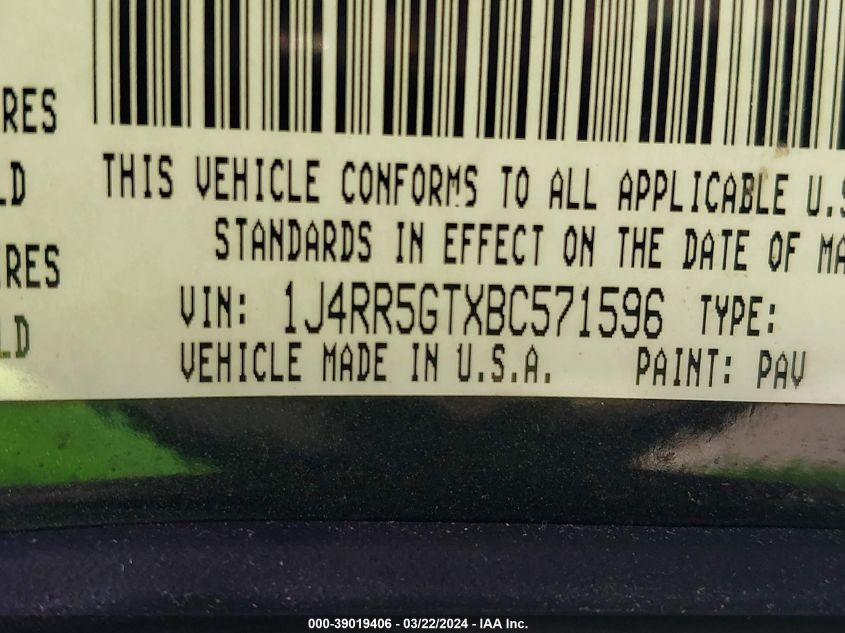 RES
LD
THIS VEHICLE CONFORMS TO ALL APPLICABLE U.S
STANDARDS IN EFFECT ON THE DATE OF MA
RES
VIN: 1J4RR5GTXBC571596 TYPE:
LD
VEHICLE MADE IN U.S.A. PAINT: PAV
000-39019406 - 03/22/2024 - IAA Inc.